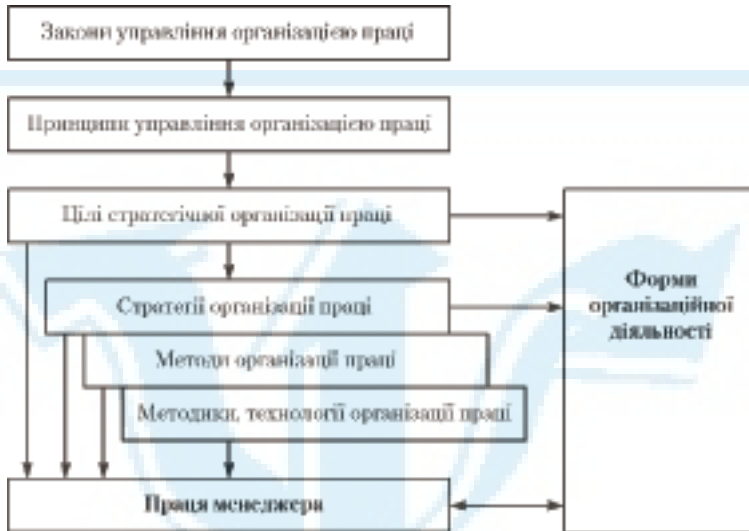 Закони управління організацією праці
Принципи управління організацією праці
Цілі стратегічної організації праці
Стратегії організації праці
Методи організації праці
Методики, технології організації праці
Праця менеджера
Форми
організаційної
діяльності